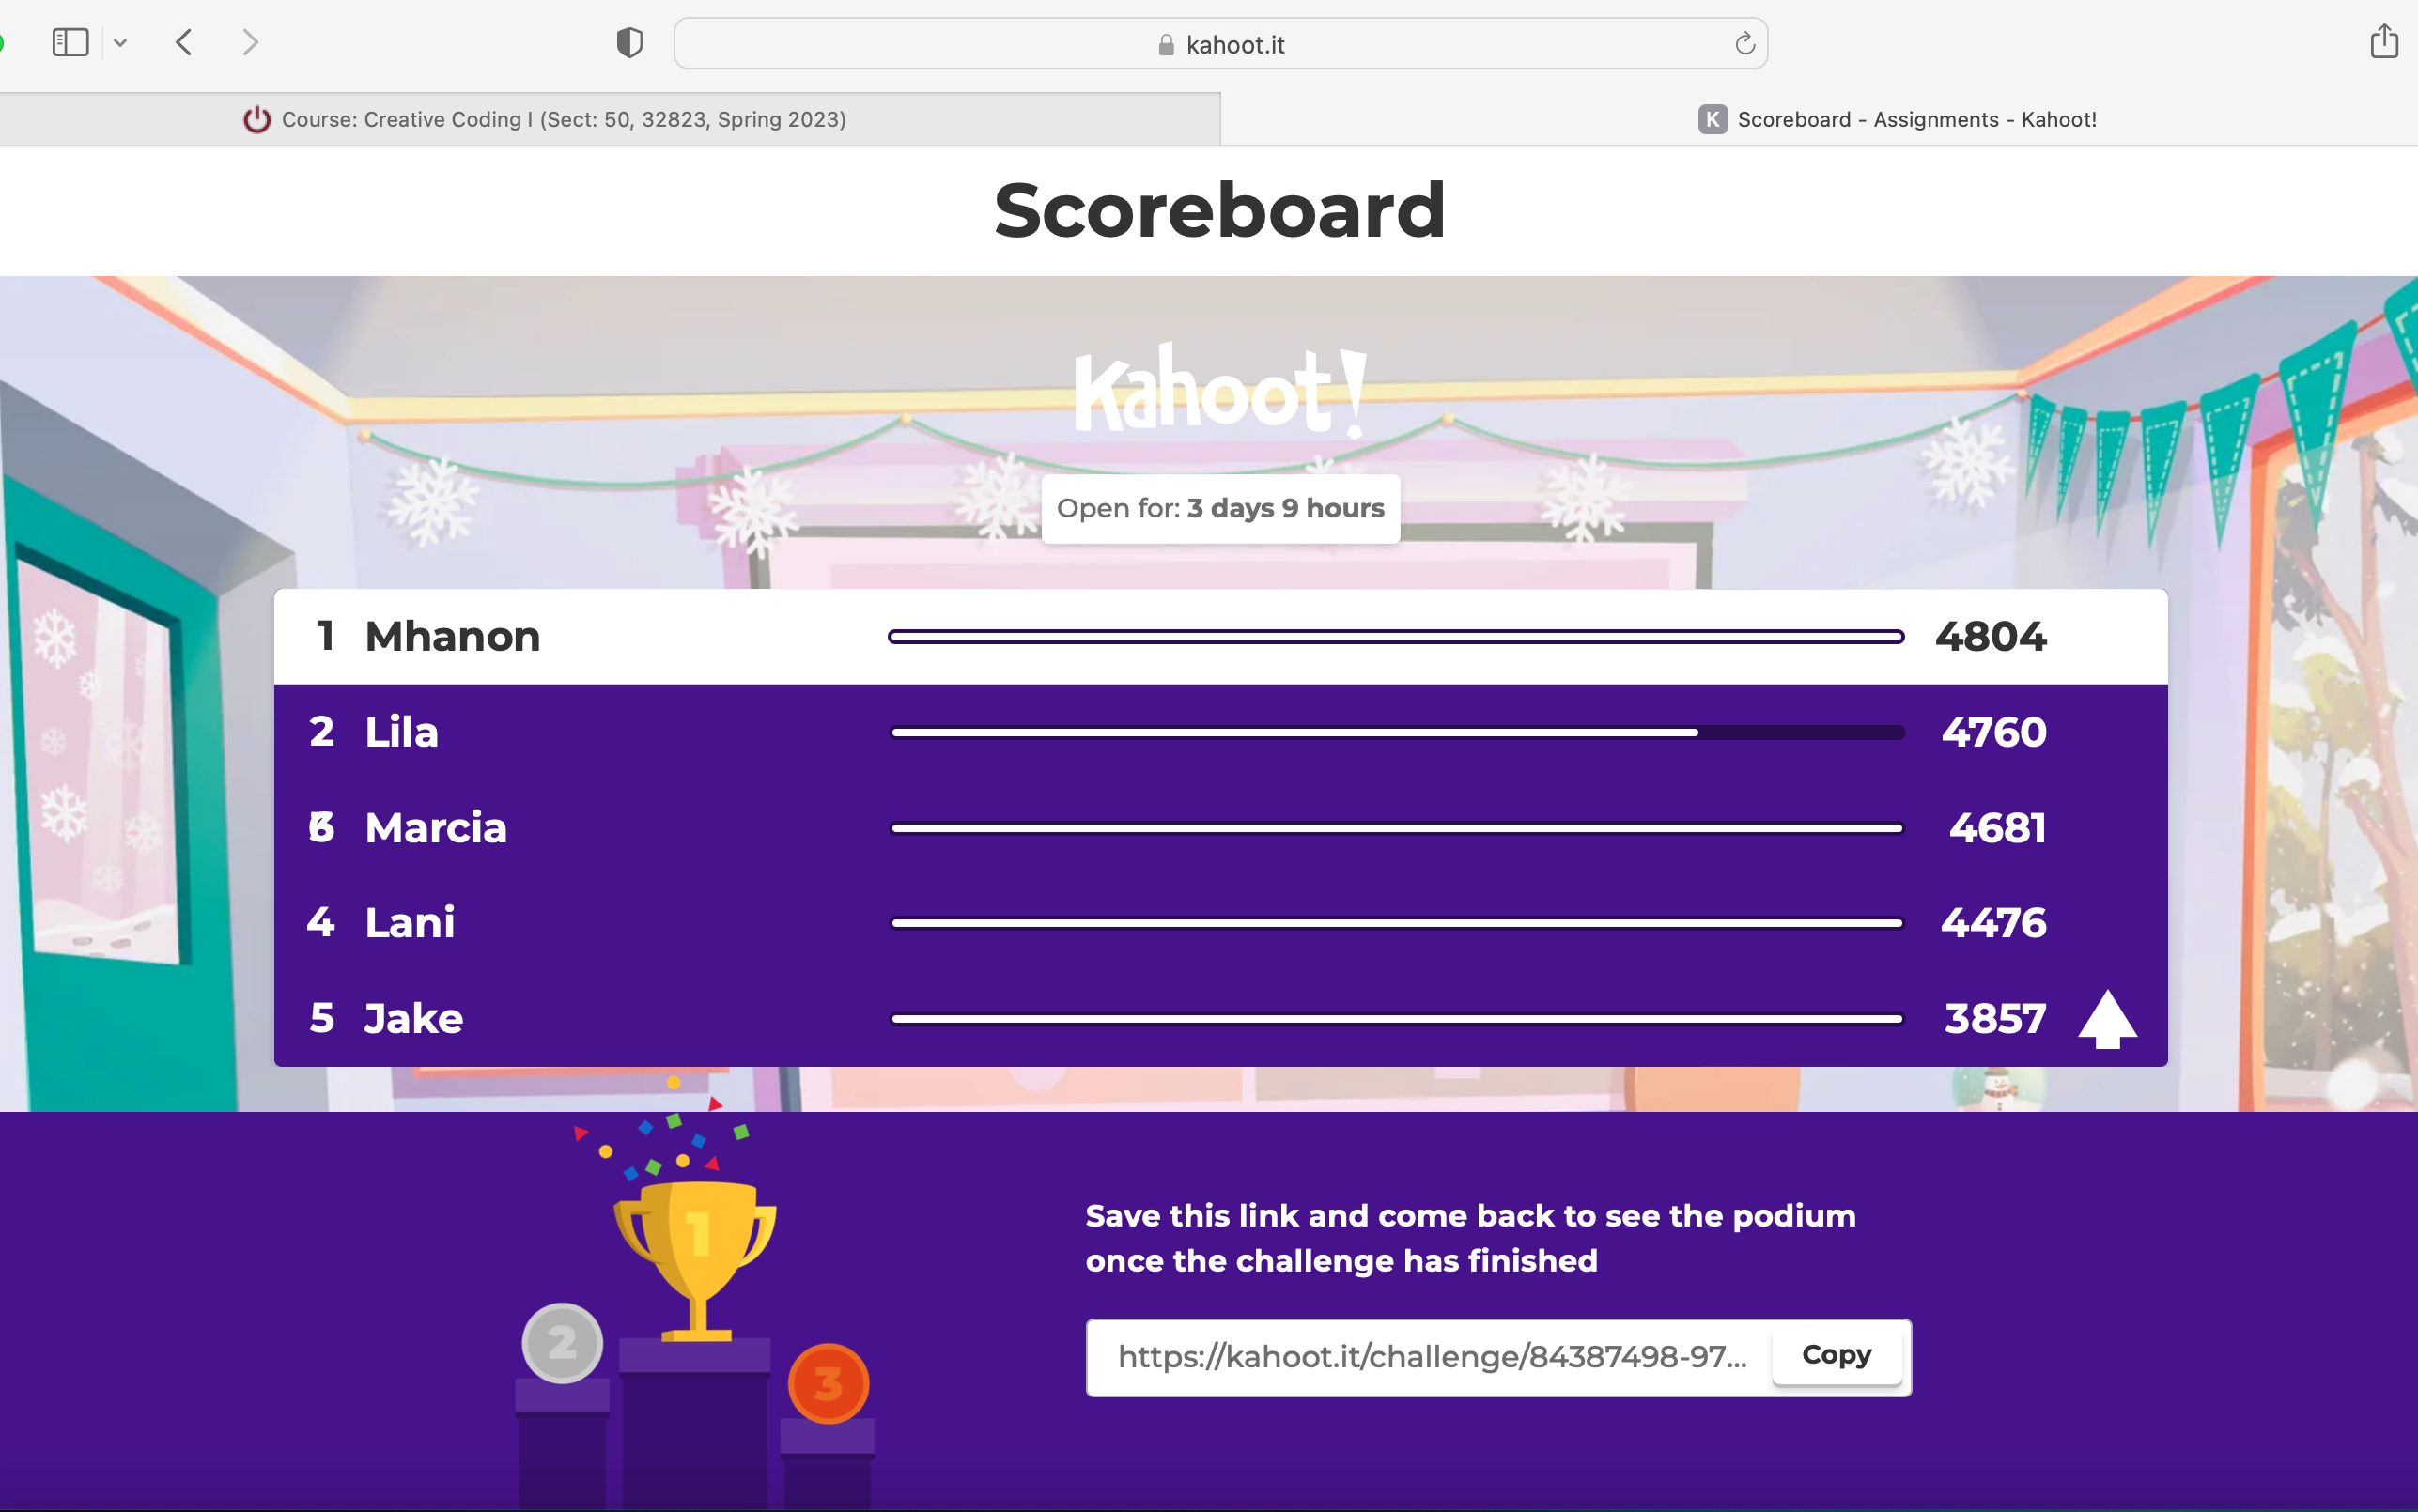 kahoot.it
Course: Creative Coding I (Sect: 50, 32823, Spring 2023)
K Scoreboard - Assignments - Kahoot!
Scoreboard
Kahoot!
Open for: 3 days 9 hours
1 Mhanon 4804
2 Lila 4760
Marcia 4681
4 Lani 4476
5 Jake 3857
1
2
3
Save this link and come back to see the podium
once the challenge has finished
https://kahoot.it/challenge/84387498-97... Copy